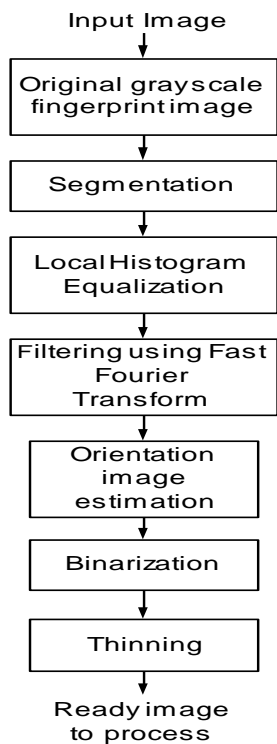 Input Image
Original grayscale
fingerprint image
Segmentation
Local Histogram
Equalization
Filtering using Fast
Fourier
Transform
Orientation
image
estimation
Binarization
Thinning
Ready image
to process